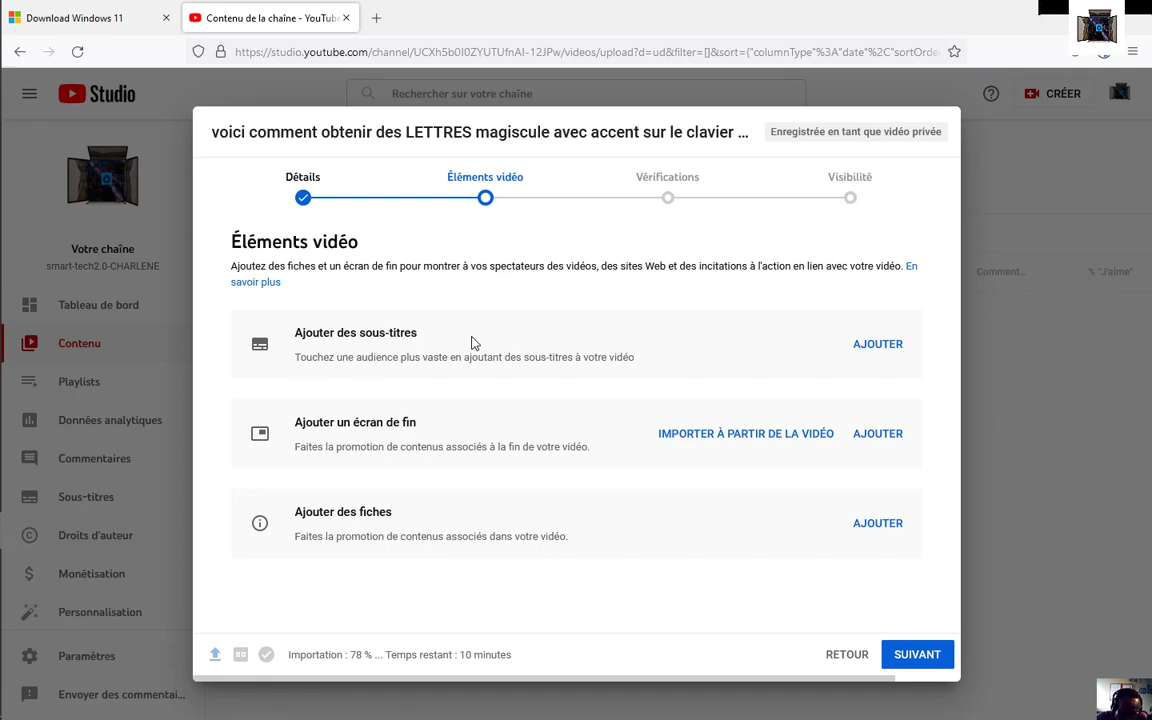 Download Windows 11
Contenu de la chaîne - YouTube
https://studio.youtube.com/channel/UCXh5b0I0ZYUTUfnAI-12JPw/videos/upload?d=ud&filter=[]&sort={"columnType"%3A"date"%2C"sortOrde
Studio
Rechercher sur votre chaîne
CRÉER
voici comment obtenir des LETTRES magiscule avec accent sur le clavier ...
Enregistrée en tant que vidéo privée
Détails
Éléments vidéo
Vérifications
Visibilité
Éléments vidéo
Ajoutez des fiches et un écran de fin pour montrer à vos spectateurs des vidéos, des sites Web et des incitations à l'action en lien avec votre vidéo. En
savoir plus
Ajouter des sous-titres
Touchez une audience plus vaste en ajoutant des sous-titres à votre vidéo
AJOUTER
Ajouter un écran de fin
Faites la promotion de contenus associés à la fin de votre vidéo.
IMPORTER À PARTIR DE LA VIDÉO
AJOUTER
Ajouter des fiches
Faites la promotion de contenus associés dans votre vidéo.
AJOUTER
Importation : 78 % ... Temps restant : 10 minutes
RETOUR
SUIVANT
Votre chaîne
smart-tech2.0-CHARLENE
Tableau de bord
Contenu
Playlists
Données analytiques
Commentaires
Sous-titres
Droits d'auteur
Monétisation
Personnalisation
Paramètres
Envoyer des commentai...
Comment...
% "J'aime"